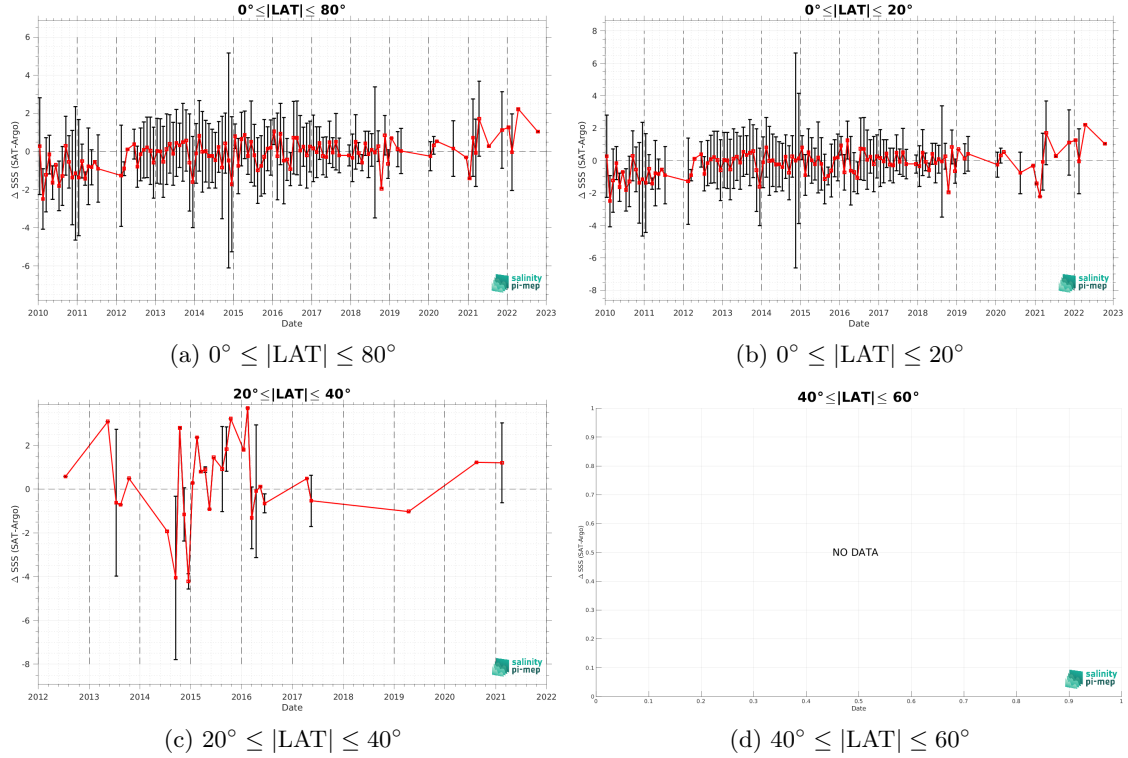 0°≤|LAT|≤ 80°
6
4
2
0
-2
-4
-6
Δ SSS (SAT-Argo)
2010 2011 2012 2013 2014 2015 2016 2017 2018 2019 2020 2021 2022 2023
Date
salinity
pi-mep
(a) 0° ≤ |LAT| ≤ 80°
0°≤|LAT|≤ 20°
8
6
4
2
0
-2
-4
-6
-8
Δ SSS (SAT-Argo)
2010 2011 2012 2013 2014 2015 2016 2017 2018 2019 2020 2021 2022 2023
Date
salinity
pi-mep
(b) 0° ≤ |LAT| ≤ 20°
20°≤|LAT|≤ 40°
2
0
-2
-4
-6
-8
Δ SSS (SAT-Argo)
2012 2013 2014 2015 2016 2017 2018 2019 2020 2021 2022
Date
salinity
pi-mep
(c) 20° ≤ |LAT| ≤ 40°
40°≤|LAT|≤ 60°
1
0.9
0.8
0.7
0.6
0.5
0.4
0.3
0.2
0.1
0
Δ SSS (SAT-Argo)
NO DATA
0 0.1 0.2 0.3 0.4 0.5 0.6 0.7 0.8 0.9 1
Date
salinity
pi-mep
(d) 40° ≤ |LAT| ≤ 60°